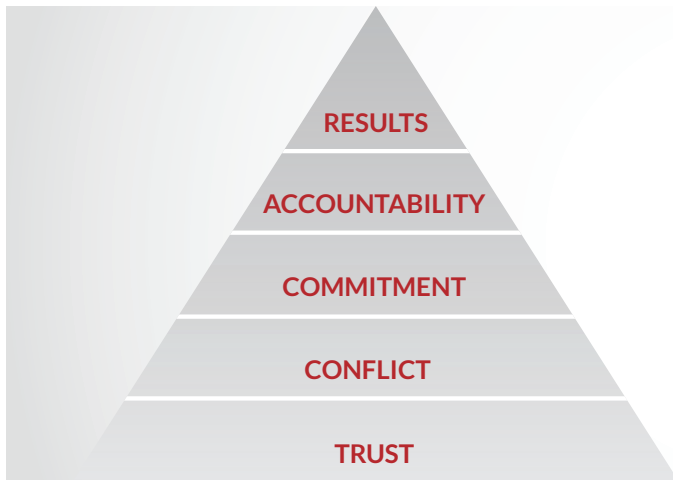 RESULTS
ACCOUNTABILITY
COMMITMENT
CONFLICT
TRUST